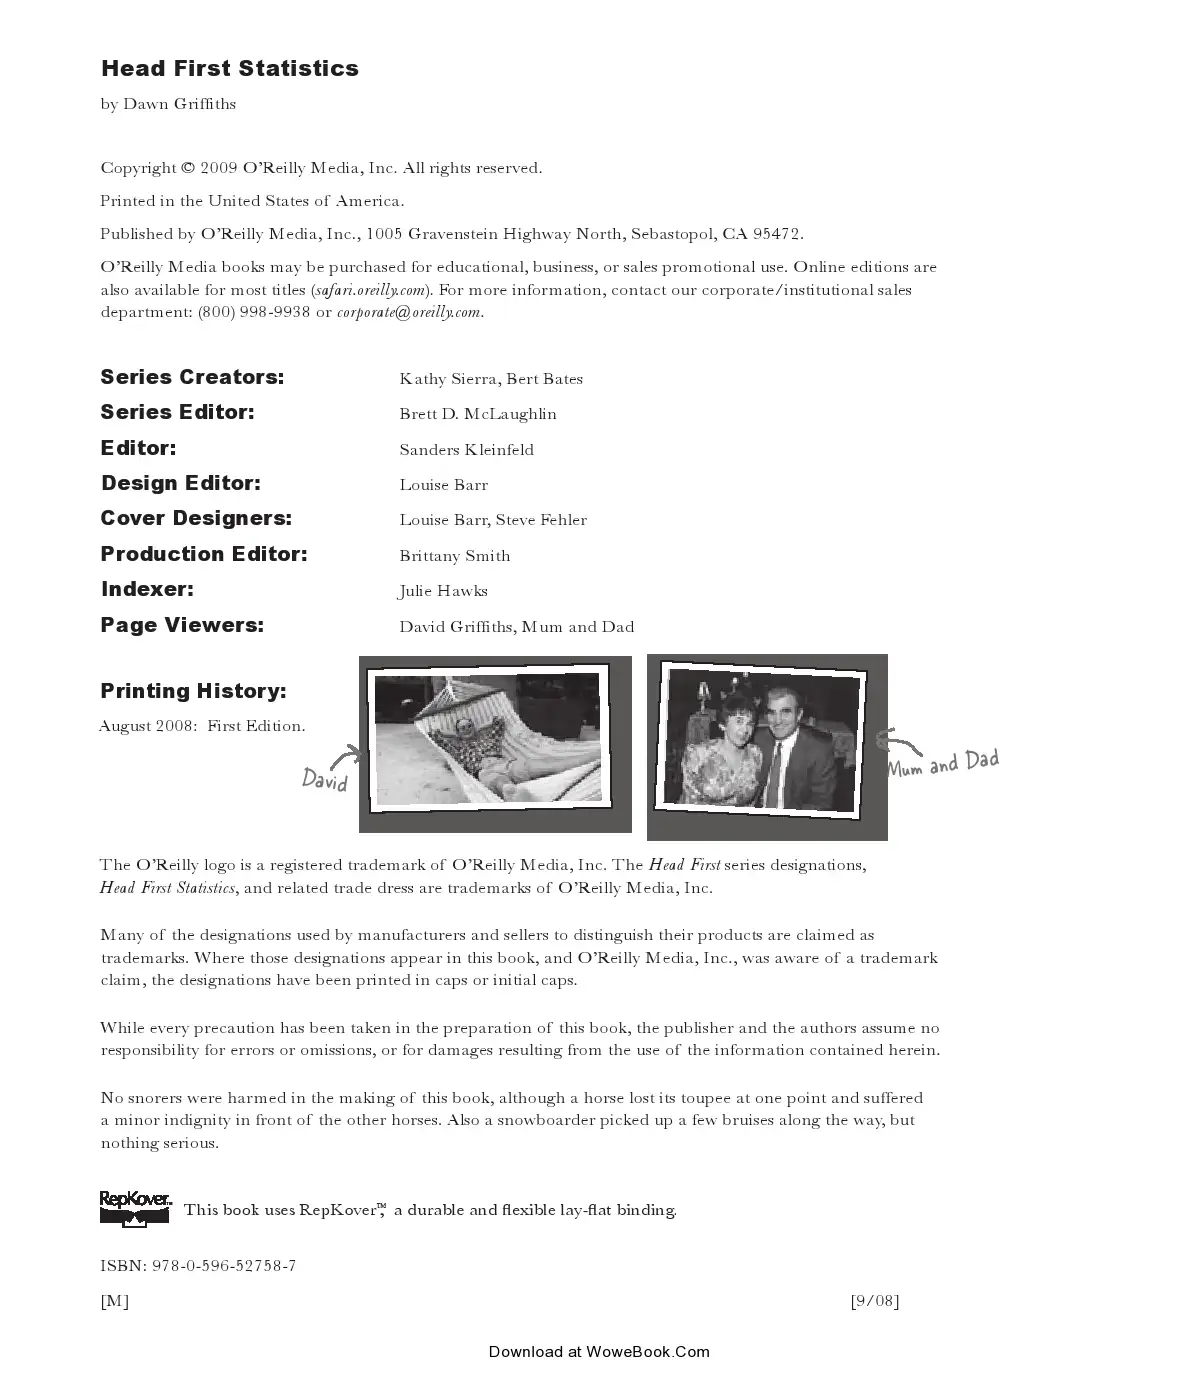 Head First Statistics
by Dawn Griffiths
Copyright © 2009 O’Reilly Media, Inc. All rights reserved.
Printed in the United States of America.
Published by O’Reilly Media, Inc., 1005 Gravenstein Highway North, Sebastopol, CA 95472.
O’Reilly Media books may be purchased for educational, business, or sales promotional use. Online editions are
also available for most titles (safari.oreilly.com). For more information, contact our corporate/institutional sales
department: (800) 998-9938 or corporate@oreilly.com.
Series Creators: Kathy Sierra, Bert Bates
Series Editor: Brett D. McLaughlin
Editor: Sanders Kleinfeld
Design Editor: Louise Barr
Cover Designers: Louise Barr, Steve Fehler
Production Editor: Brittany Smith
Indexer: Julie Hawks
Page Viewers: David Griffiths, Mum and Dad
Printing History:
August 2008: First Edition.
David
Mum and Dad
The O’Reilly logo is a registered trademark of O’Reilly Media, Inc. The Head First series designations,
Head First Statistics, and related trade dress are trademarks of O’Reilly Media, Inc.
Many of the designations used by manufacturers and sellers to distinguish their products are claimed as
trademarks. Where those designations appear in this book, and O’Reilly Media, Inc., was aware of a trademark
claim, the designations have been printed in caps or initial caps.
While every precaution has been taken in the preparation of this book, the publisher and the authors assume no
responsibility for errors or omissions, or for damages resulting from the use of the information contained herein.
No snorers were harmed in the making of this book, although a horse lost its toupee at one point and suffered
a minor indignity in front of the other horses. Also a snowboarder picked up a few bruises along the way, but
nothing serious.
RepKover™
This book uses RepKover™, a durable and flexible lay-flat binding.
ISBN: 978-0-596-52758-7
[M] [9/08]
Download at WoweBook.Com